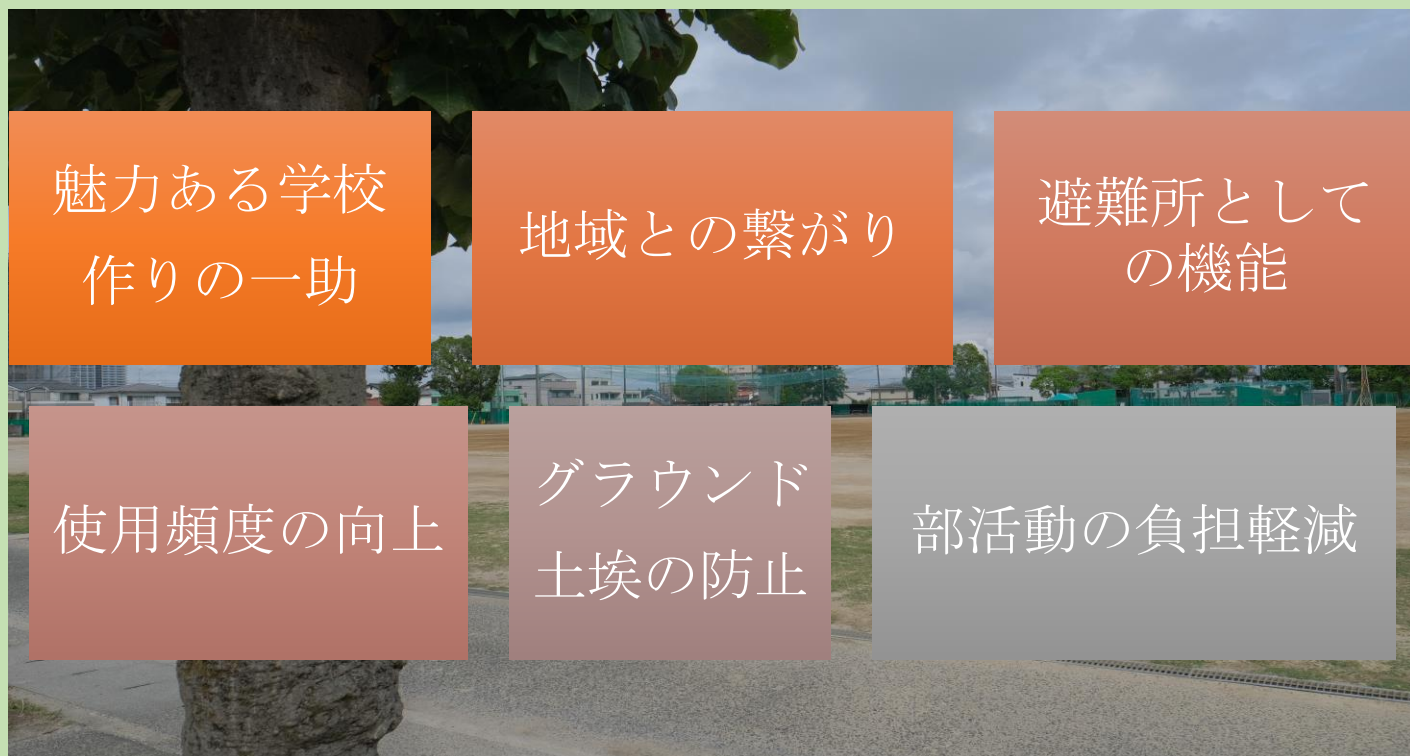 魅力ある学校
作りの一助
地域との繋がり
避難所として
の機能
使用頻度の向上
グラウンド
土埃の防止
部活動の負担軽減